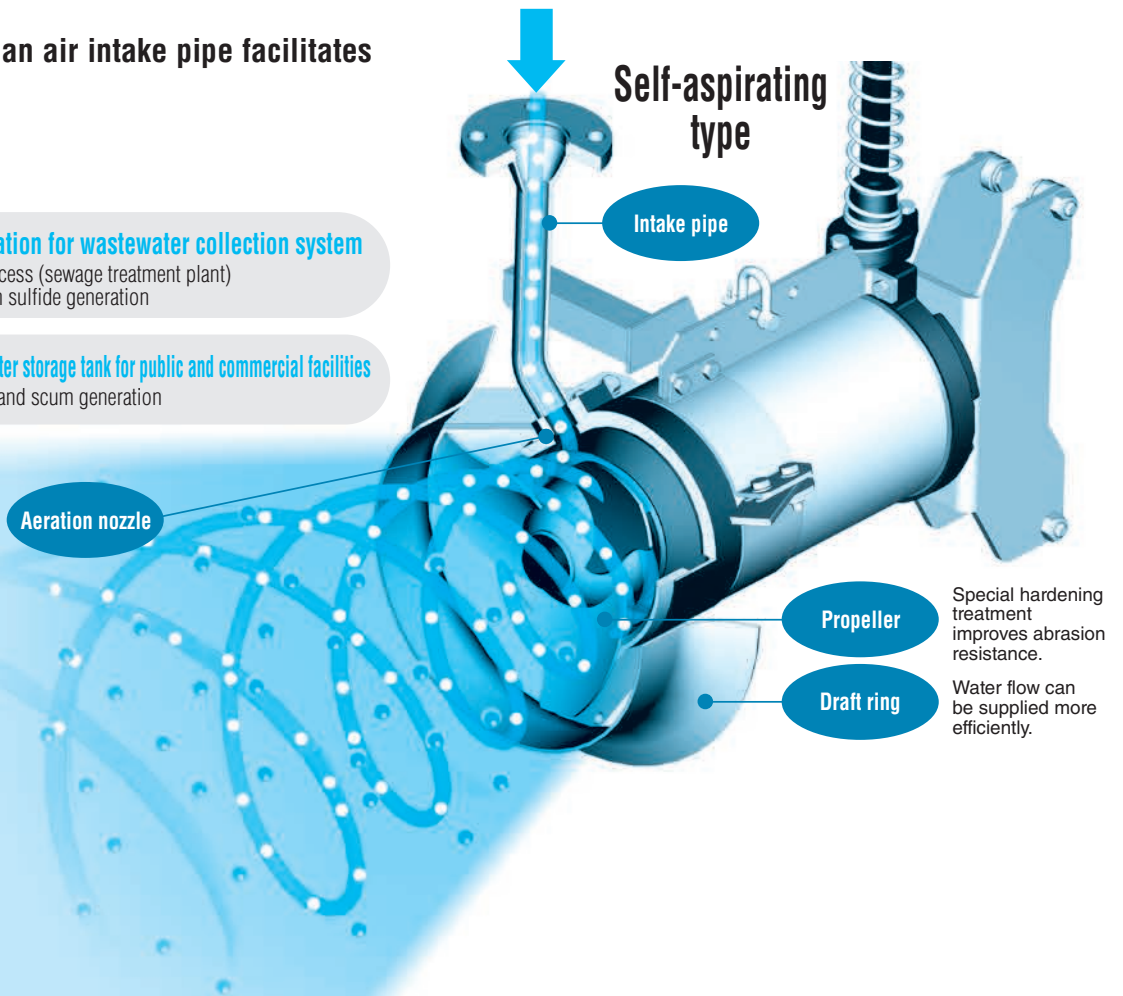 an air intake pipe facilitates
Self-aspirating
type
Intake pipe
ation for wastewater collection system
cess (sewage treatment plant)
n sulfide generation
ter storage tank for public and commercial facilities
and scum generation
Aeration nozzle
Propeller
Special hardening
treatment
improves abrasion
resistance.
Draft ring
Water flow can
be supplied more
efficiently.